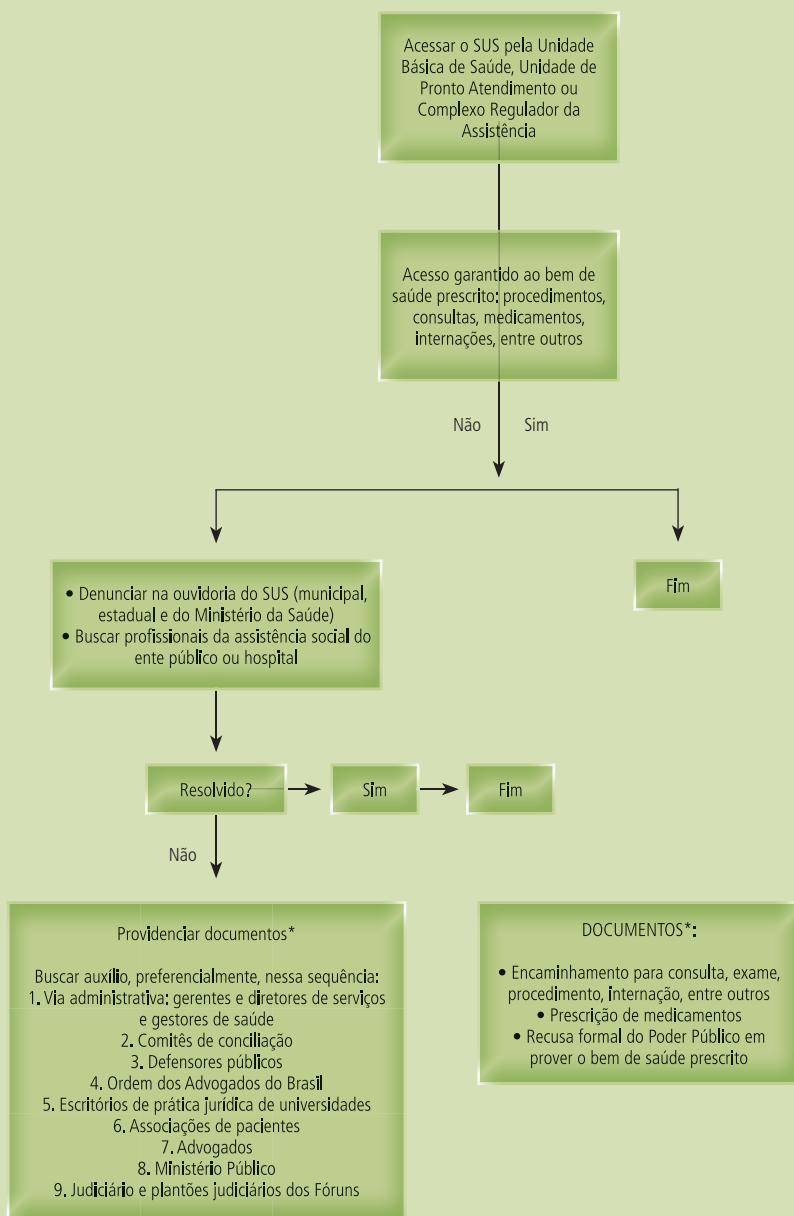 Acessar o SUS pela Unidade
Básica de Saúde, Unidade de
Pronto Atendimento ou
Complexo Regulador da
Assistência
Acesso garantido ao bem de
saúde prescrito: procedimentos,
consultas, medicamentos,
internações, entre outros
Não
Sim
• Denunciar na ouvidoria do SUS (municipal,
estadual e do Ministério da Saúde)
• Buscar profissionais da assistência social do
ente público ou hospital
Fim
Resolvido?
Sim
Fim
Não
Providenciar documentos*
Buscar auxílio, preferencialmente, nessa sequência:
1. Via administrativa: gerentes e diretores de serviços
e gestores de saúde
2. Comitês de conciliação
3. Defensores públicos
4. Ordem dos Advogados do Brasil
5. Escritórios de prática jurídica de universidades
6. Associações de pacientes
7. Advogados
8. Ministério Público
9. Judiciário e plantões judiciários dos Fóruns
DOCUMENTOS*:
• Encaminhamento para consulta, exame,
procedimento, internação, entre outros
• Prescrição de medicamentos
• Recusa formal do Poder Público em
prover o bem de saúde prescrito